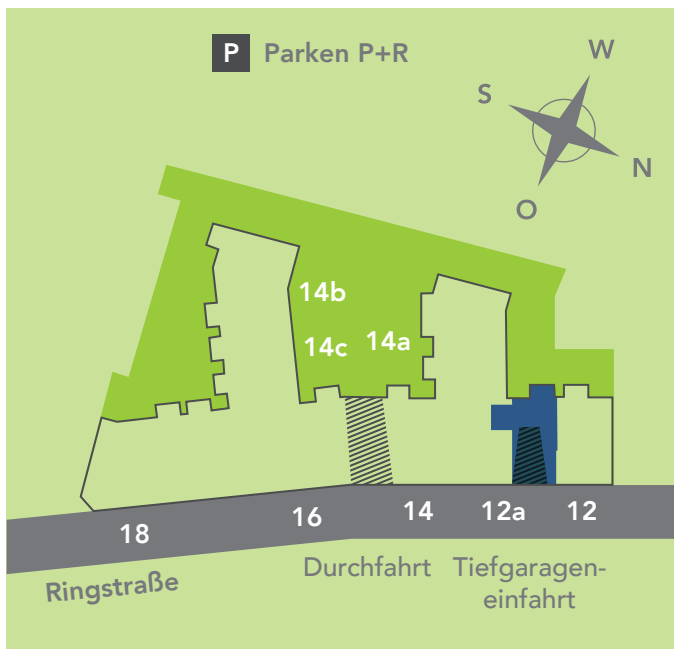 P Parken P+R
W
S
N
O
14b
14c
14a
18
16
14
12a
12
Ringstraße
Durchfahrt
Tiefgaragen-
einfahrt